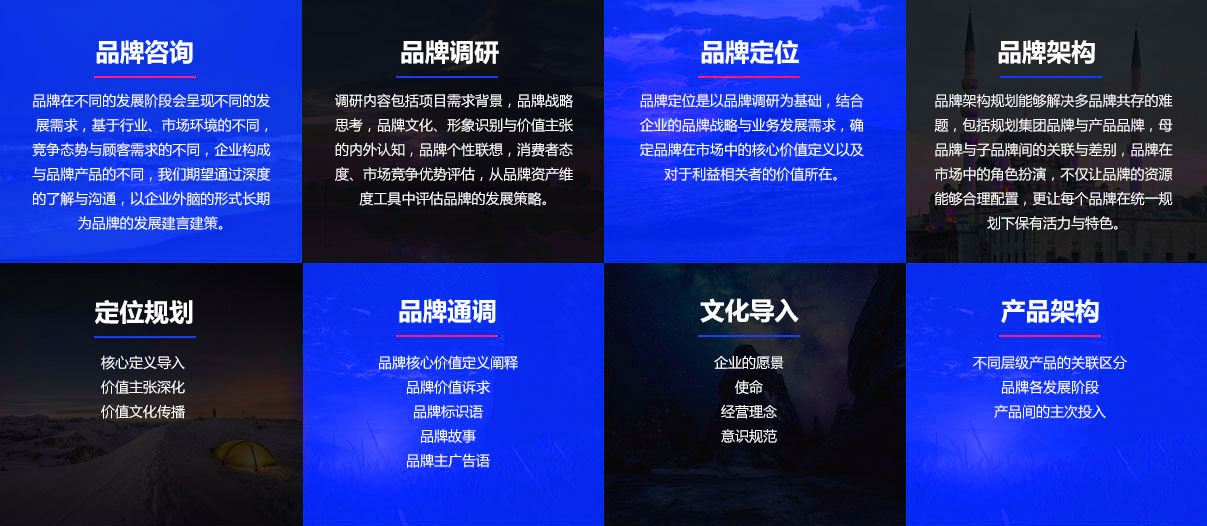 品牌咨询
品牌在不同的发展阶段会呈现不同的发
展需求，基于行业、市场环境的不同，
竞争态势与顾客需求的不同，企业构成
与品牌产品的不同，我们期望通过深度
的了解与沟通，以企业外脑的形式长期
为品牌的发展建言建策。
品牌调研
调研内容包括项目需求背景，品牌战略
思考，品牌文化、形象识别与价值主张
的内外认知，品牌个性联想，消费者态
度、市场竞争优势评估，从品牌资产维
度工具中评估品牌的发展策略。
品牌定位
品牌定位是以品牌调研为基础，结合
企业的品牌战略与业务发展需求，确
定品牌在市场中的核心价值定义以及
对于利益相关者的价值所在。
品牌架构
品牌架构规划能够解决多品牌共存的难
题，包括规划集团品牌与产品品牌，母
品牌与子品牌间的关联与差别，品牌在
市场中的角色扮演，不仅让品牌的资源
能够合理配置，更让每个品牌在统一规
划下保有活力与特色。
定位规划
核心定义导入
价值主张深化
价值文化传播
品牌通调
品牌核心价值定义阐释
品牌价值诉求
品牌标识语
品牌故事
品牌主广告语
文化导入
企业的愿景
使命
经营理念
意识规范
产品架构
不同层级产品的关联区分
品牌各发展阶段
产品间的主次投入